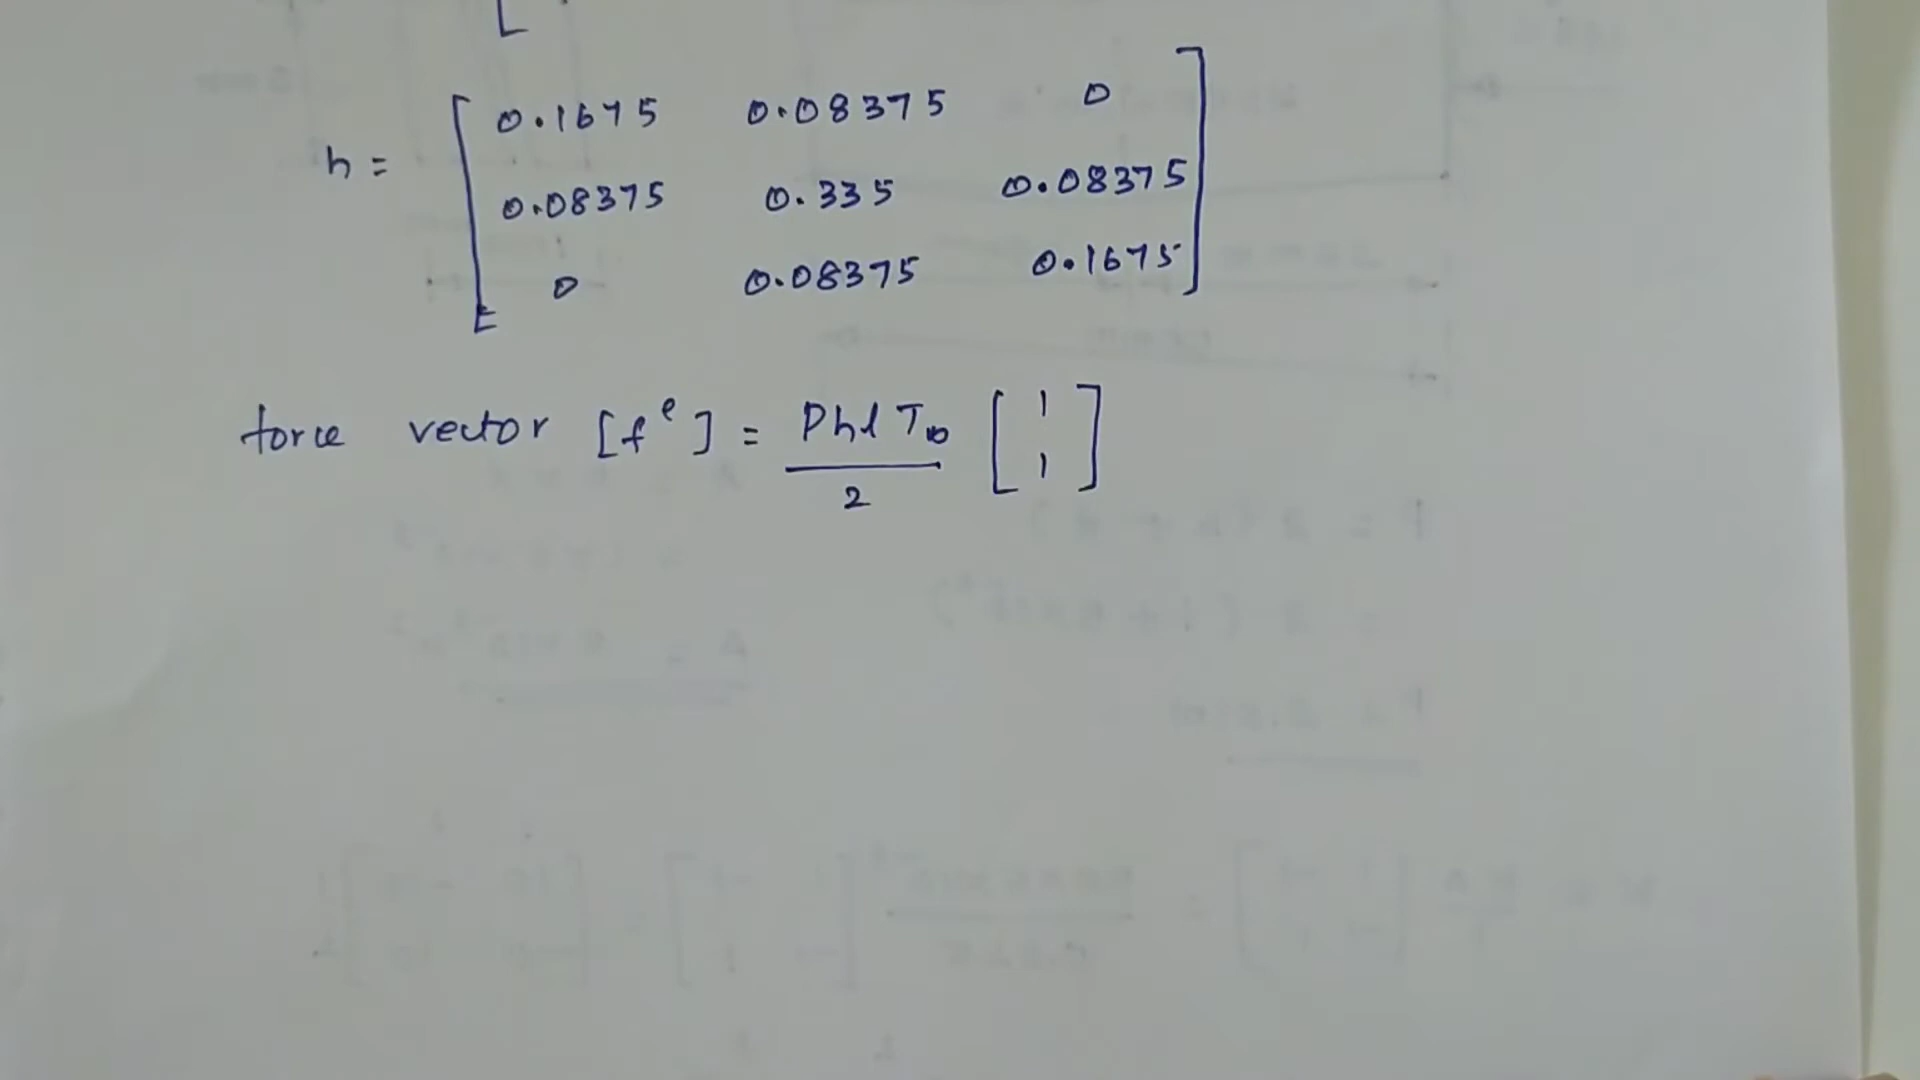 0.1675 0.08375 0
h = 0.08375 0.335 0.08375
0 0.08375 0.1675
force vector [fᵉ] = PhlT∞ / 2 [1 1]